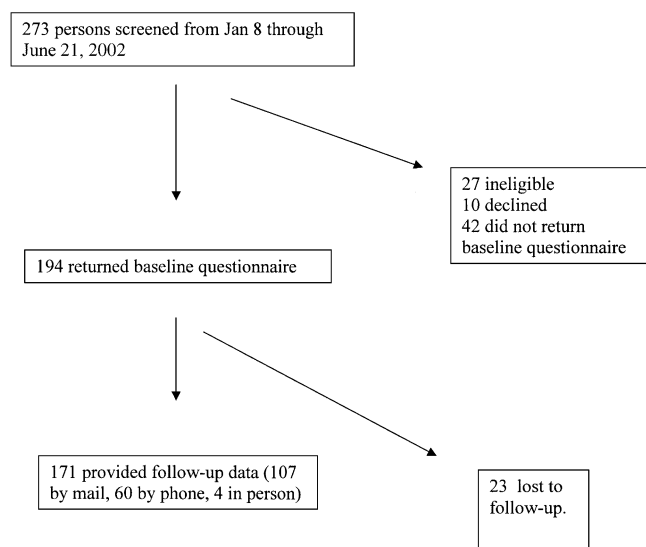 273 persons screened from Jan 8 through
June 21, 2002
27 ineligible
10 declined
42 did not return
baseline questionnaire
194 returned baseline questionnaire
171 provided follow-up data (107
by mail, 60 by phone, 4 in person)
23 lost to
follow-up.